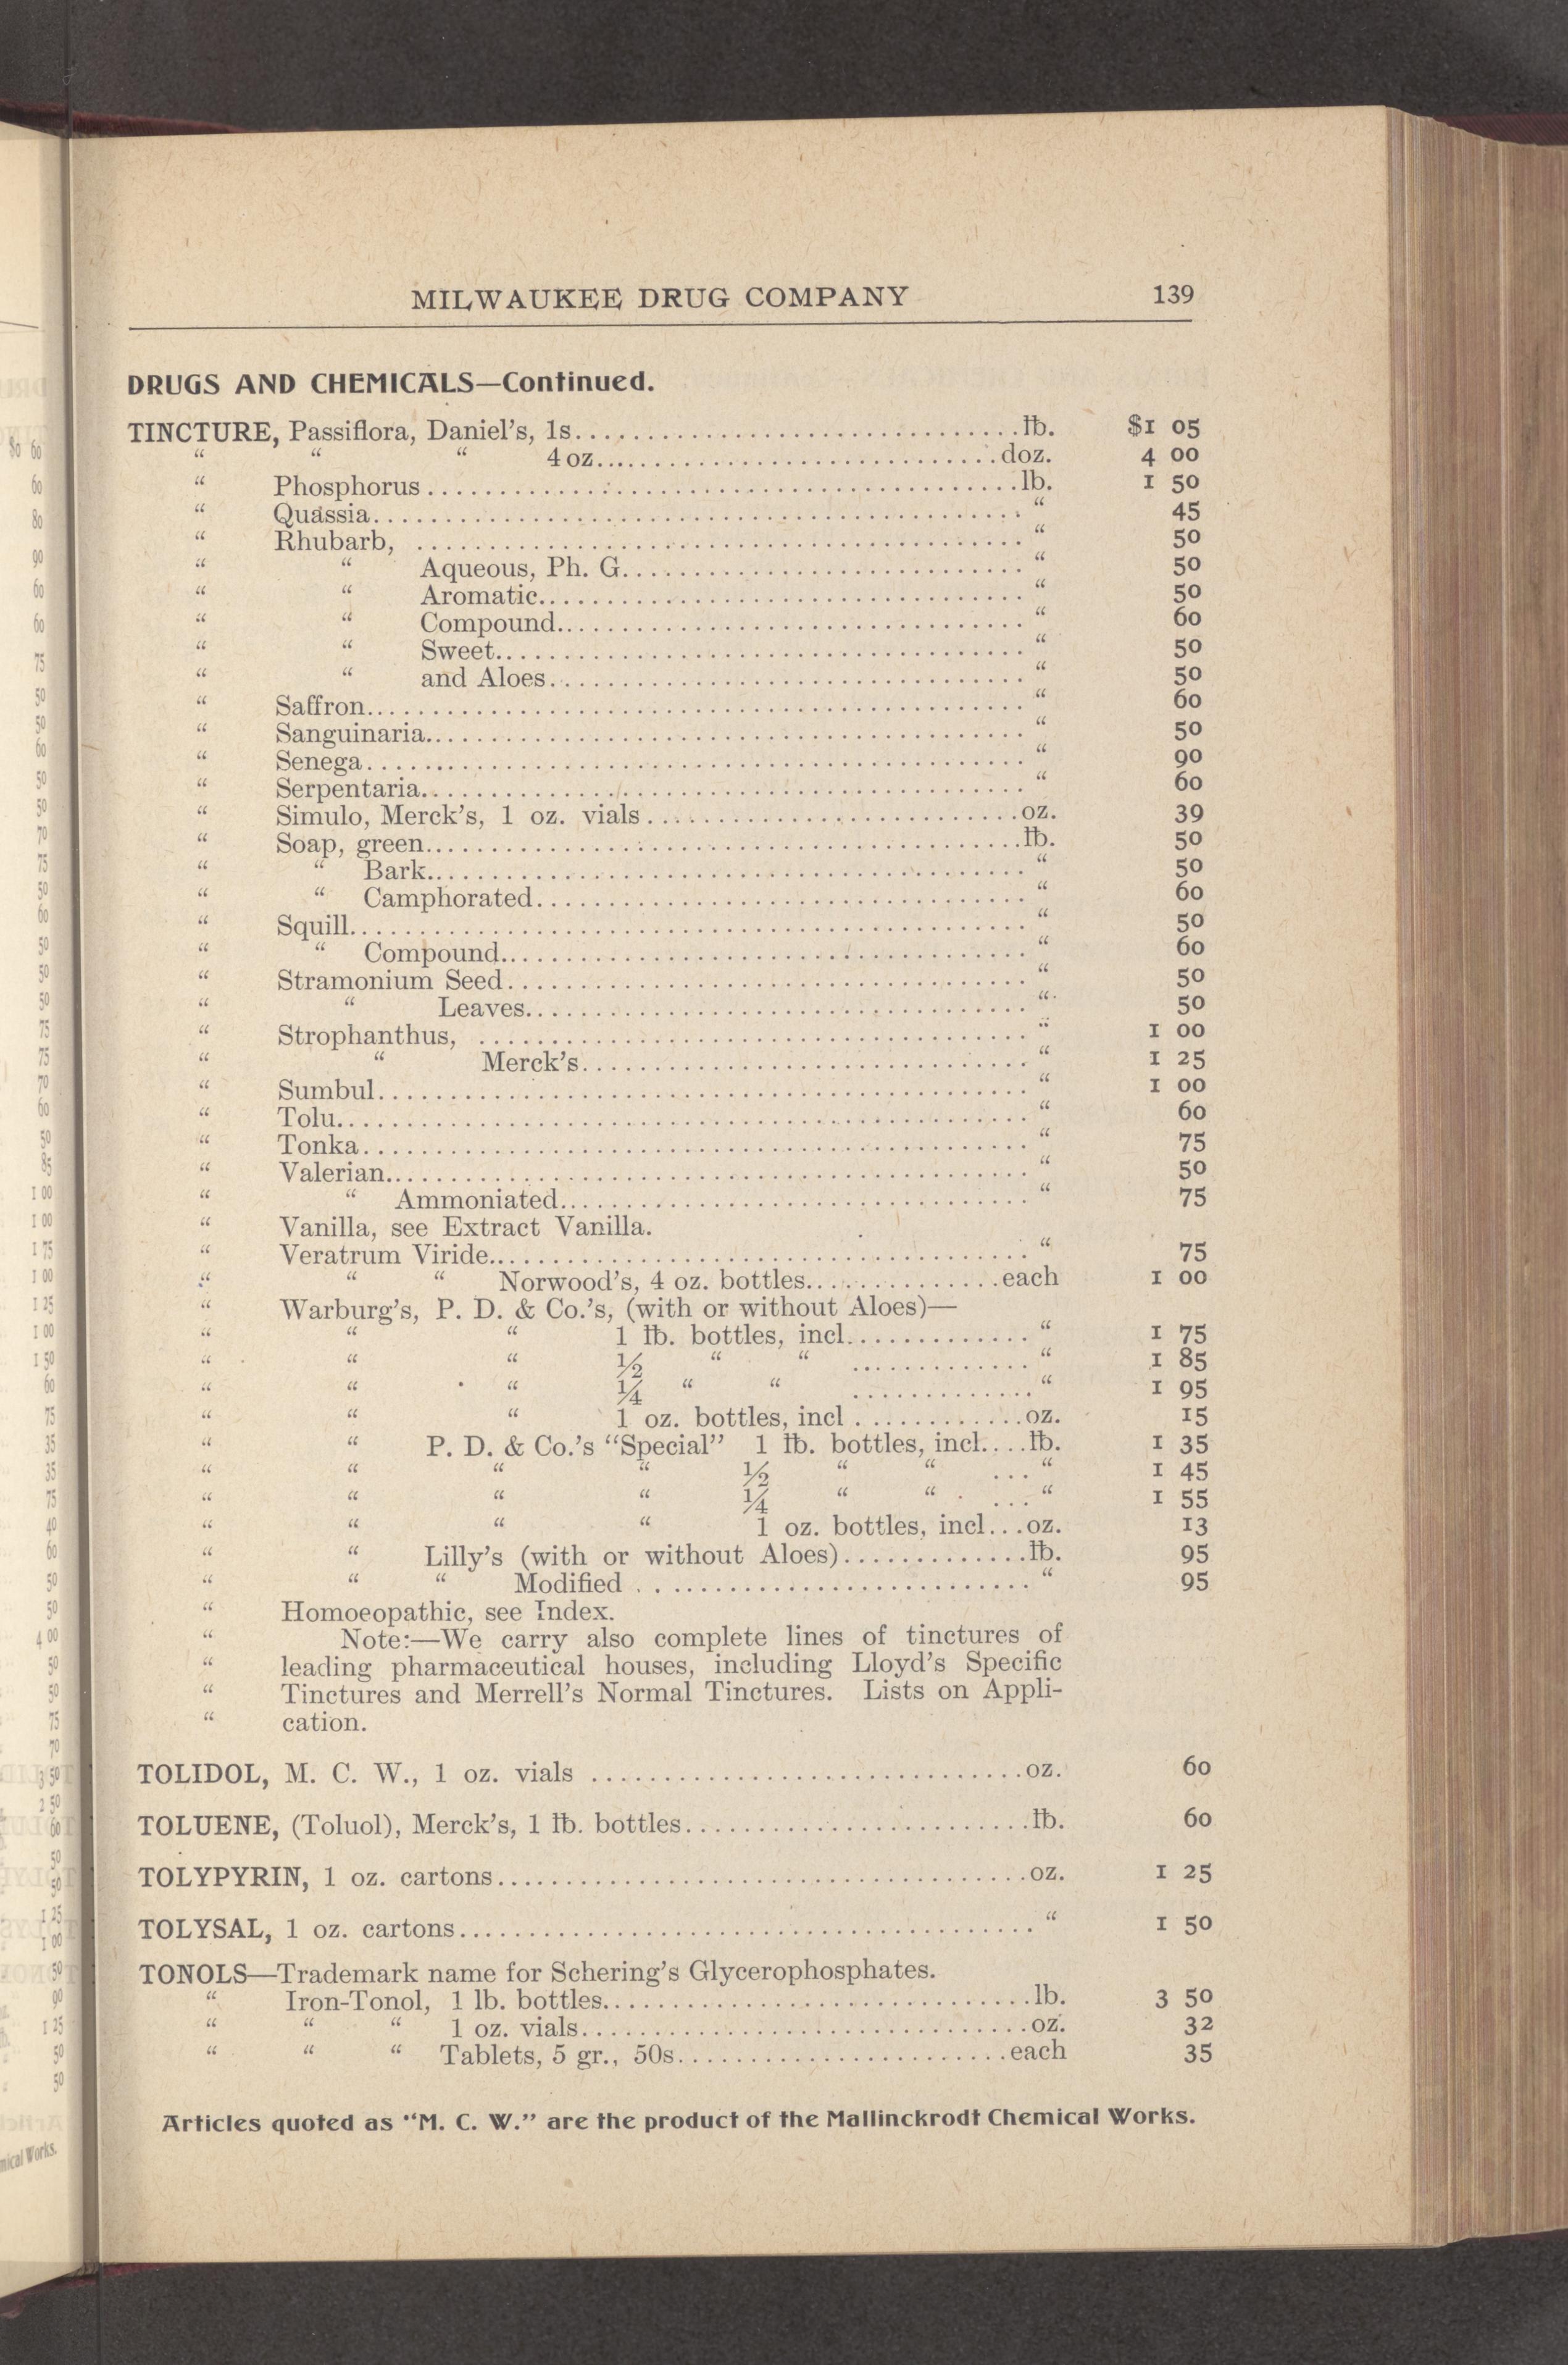 MILWAUKEE DRUG COMPANY 139
DRUGS AND CHEMICALS—Continued.
TINCTURE, Passiflora, Daniel's, 1s.......lb. $1 05
“ “ “ 4 oz.......doz. 4 00
“ Phosphorus.......lb. 1 50
“ Quassia.......“ 45
“ Rhubarb, .......“ 50
“ “ Aqueous, Ph. G.......“ 50
“ “ Aromatic.......“ 50
“ “ Compound.......“ 60
“ “ Sweet.......“ 50
“ “ and Aloes.......“ 50
“ Saffron.......“ 60
“ Sanguinaria.......“ 50
“ Senega.......“ 90
“ Serpentaria.......“ 60
“ Simulo, Merck's, 1 oz. vials.......oz. 39
“ Soap, green.......lb. 50
“ “ Bark.......“ 50
“ “ Camphorated.......“ 60
“ Squill.......“ 50
“ “ Compound.......“ 60
“ Stramonium Seed.......“ 50
“ “ Leaves.......“ 50
“ Strophanthus, .......“ 1 00
“ “ Merck's.......“ 1 25
“ Sumbul.......“ 1 00
“ Tolu.......“ 60
“ Tonka.......“ 75
“ Valerian.......“ 50
“ “ Ammoniated.......“ 75
“ Vanilla, see Extract Vanilla.
“ Veratrum Viride.......“ 75
“ “ “ Norwood's, 4 oz. bottles.......each 1 00
“ Warburg's, P. D. & Co.'s, (with or without Aloes)—
“ “ “ 1 lb. bottles, incl.......“ 1 75
“ “ “ ½ “ “ .......“ 1 85
“ “ “ ¼ “ “ .......“ 1 95
“ “ “ 1 oz. bottles, incl.......oz. 15
“ “ P. D. & Co.'s “Special” 1 lb. bottles, incl....lb. 1 35
“ “ “ “ ½ “ “ ...“ 1 45
“ “ “ “ ¼ “ “ ...“ 1 55
“ “ “ “ 1 oz. bottles, incl...oz. 13
“ “ Lilly's (with or without Aloes).......lb. 95
“ “ “ Modified.......“ 95
“ Homoeopathic, see Index.
“ Note:—We carry also complete lines of tinctures of
“ leading pharmaceutical houses, including Lloyd's Specific
“ Tinctures and Merrell's Normal Tinctures. Lists on Appli-
“ cation.
TOLIDOL, M. C. W., 1 oz. vials .......oz. 60
TOLUENE, (Toluol), Merck's, 1 lb. bottles.......lb. 60
TOLYPYRIN, 1 oz. cartons.......oz. 1 25
TOLYSAL, 1 oz. cartons.......“ 1 50
TONOLS—Trademark name for Schering's Glycerophosphates.
“ Iron-Tonol, 1 lb. bottles.......lb. 3 50
“ “ “ 1 oz. vials.......oz. 32
“ “ “ Tablets, 5 gr., 50s.......each 35
Articles quoted as “M. C. W.” are the product of the Mallinckrodt Chemical Works.